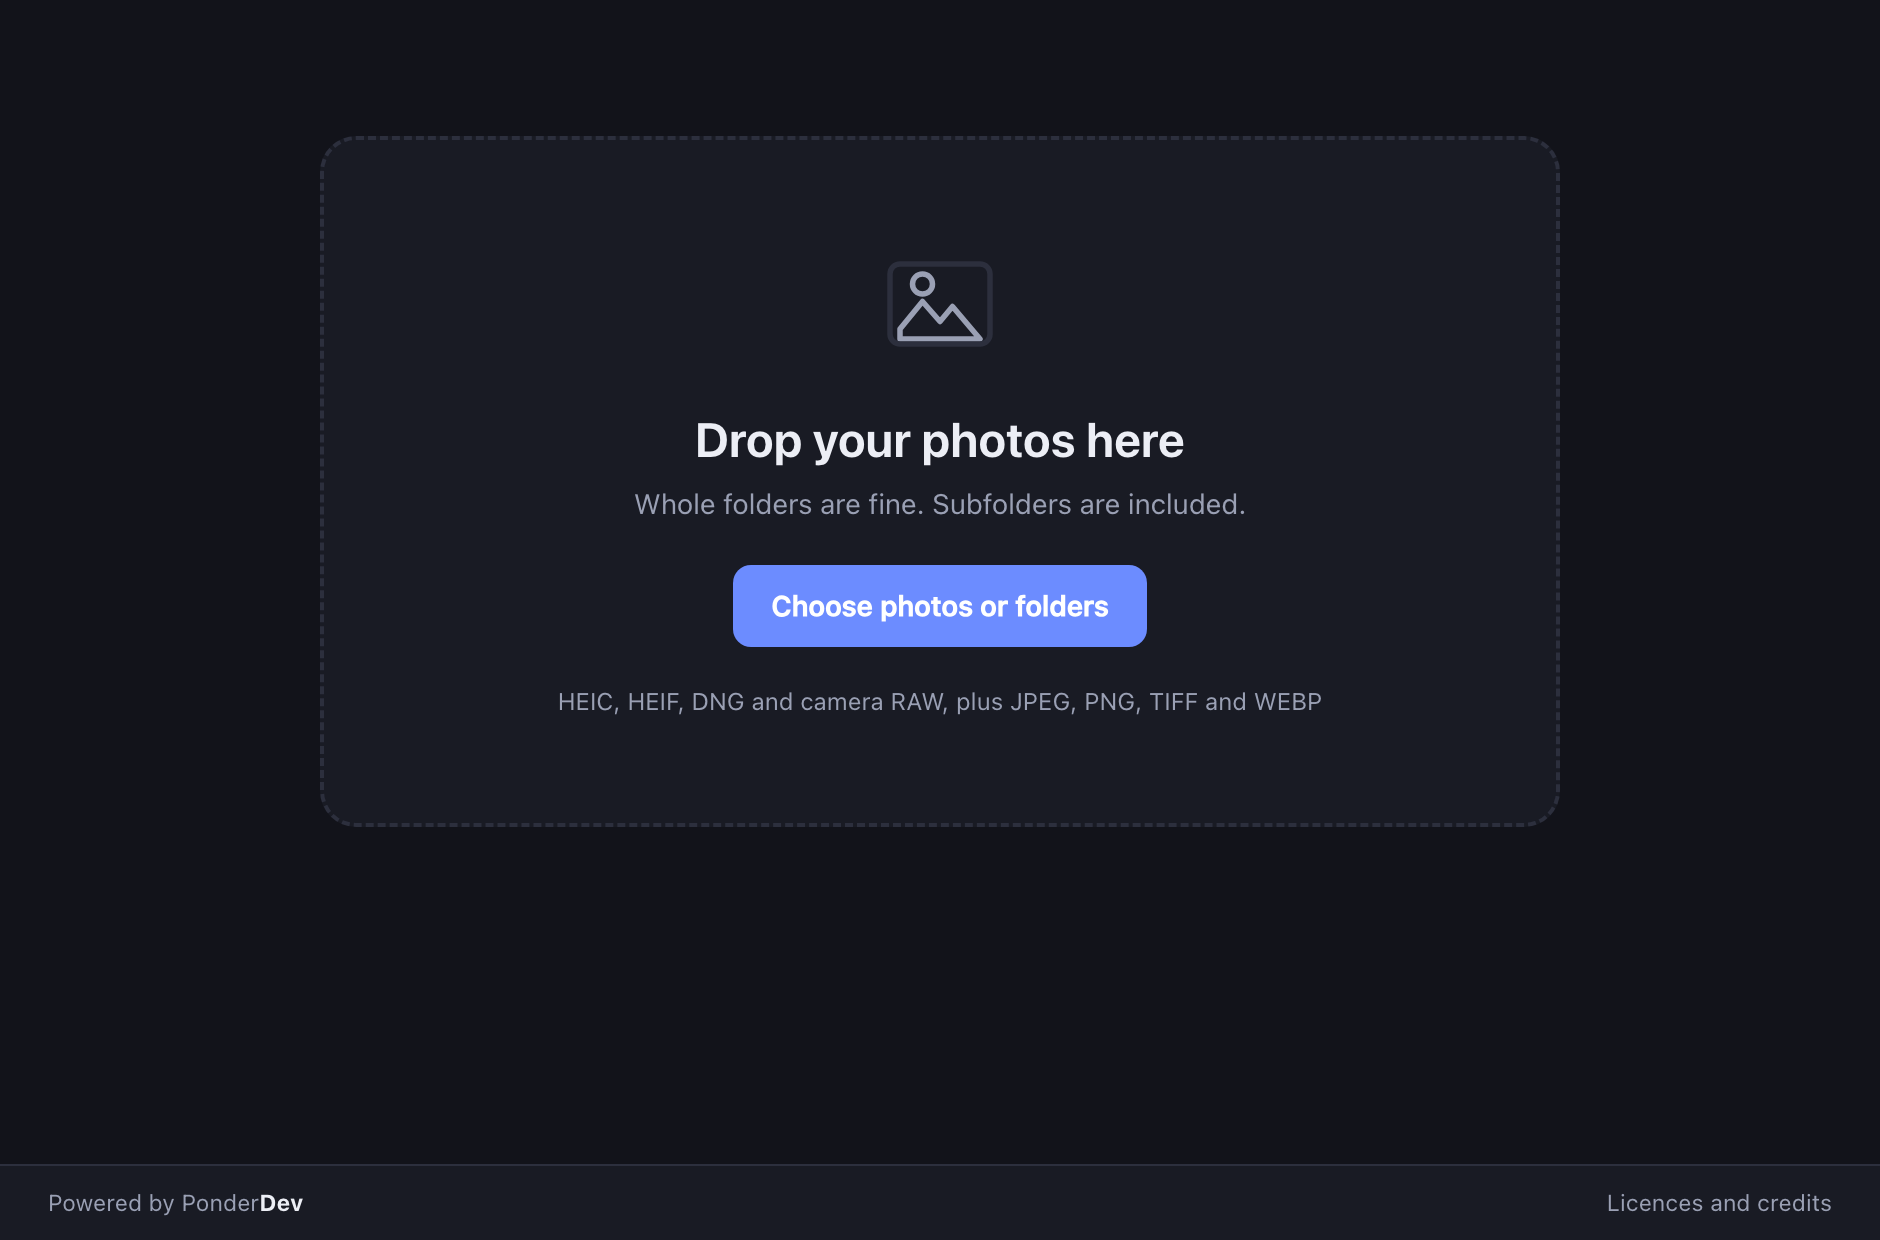 Drop your photos here
Whole folders are fine. Subfolders are included.
Choose photos or folders
HEIC, HEIF, DNG and camera RAW, plus JPEG, PNG, TIFF and WEBP
Powered by PonderDev
Licences and credits